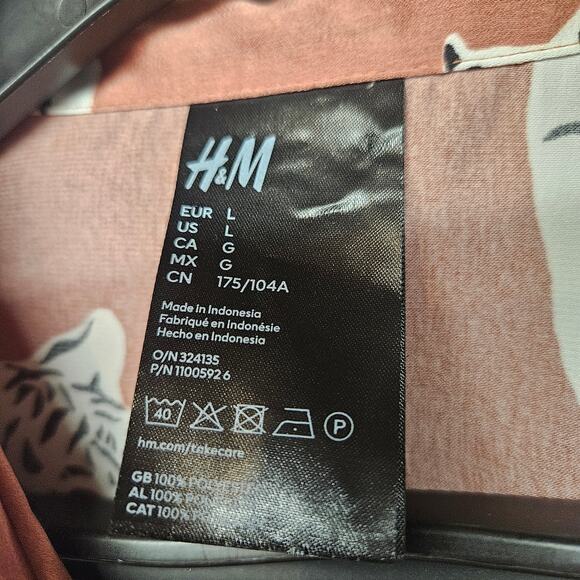 H&M
EUR L
US L
CA G
MX G
CN 175/104A
Made in Indonesia
Fabriqué en Indonésie
Hecho en Indonesia
O/N 324135
P/N 1100592 6
40
P
hm.com/takecare
GB 100%
AL 100%
CAT 100%